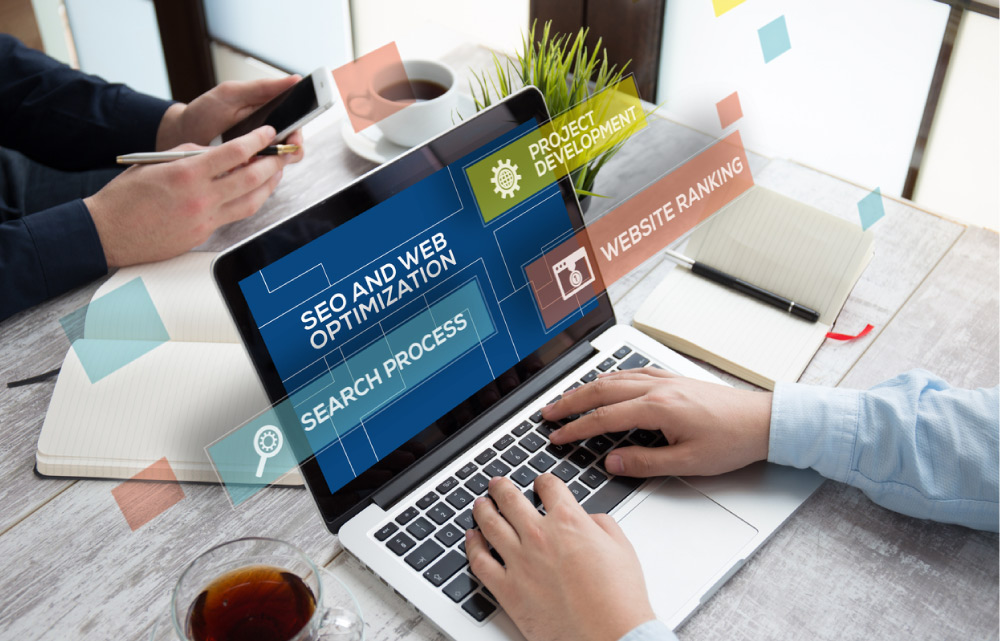 SEO AND WEB
OPTIMIZATION
SEARCH PROCESS
PROJECT
DEVELOPMENT
WEBSITE RANKING